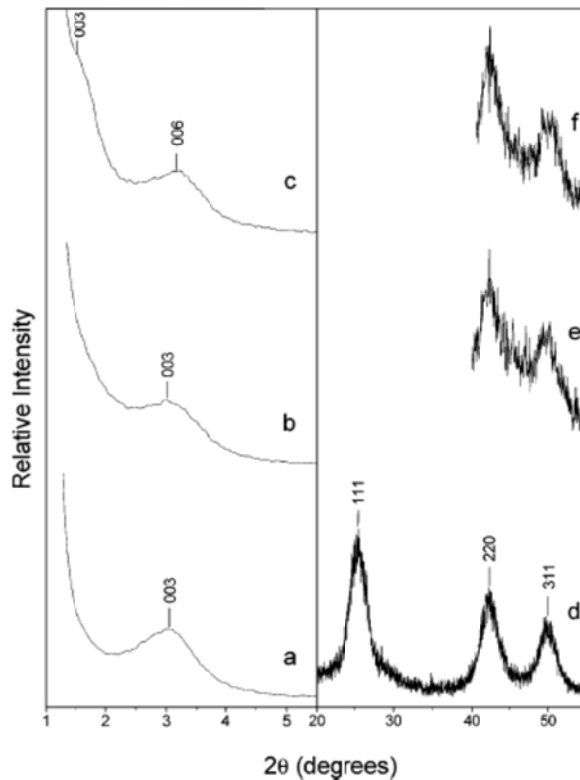 003
006
c
f
003
b
e
003
a
111
220
311
d
Relative Intensity
1 2 3 4 5 20 30 40 50
2θ (degrees)